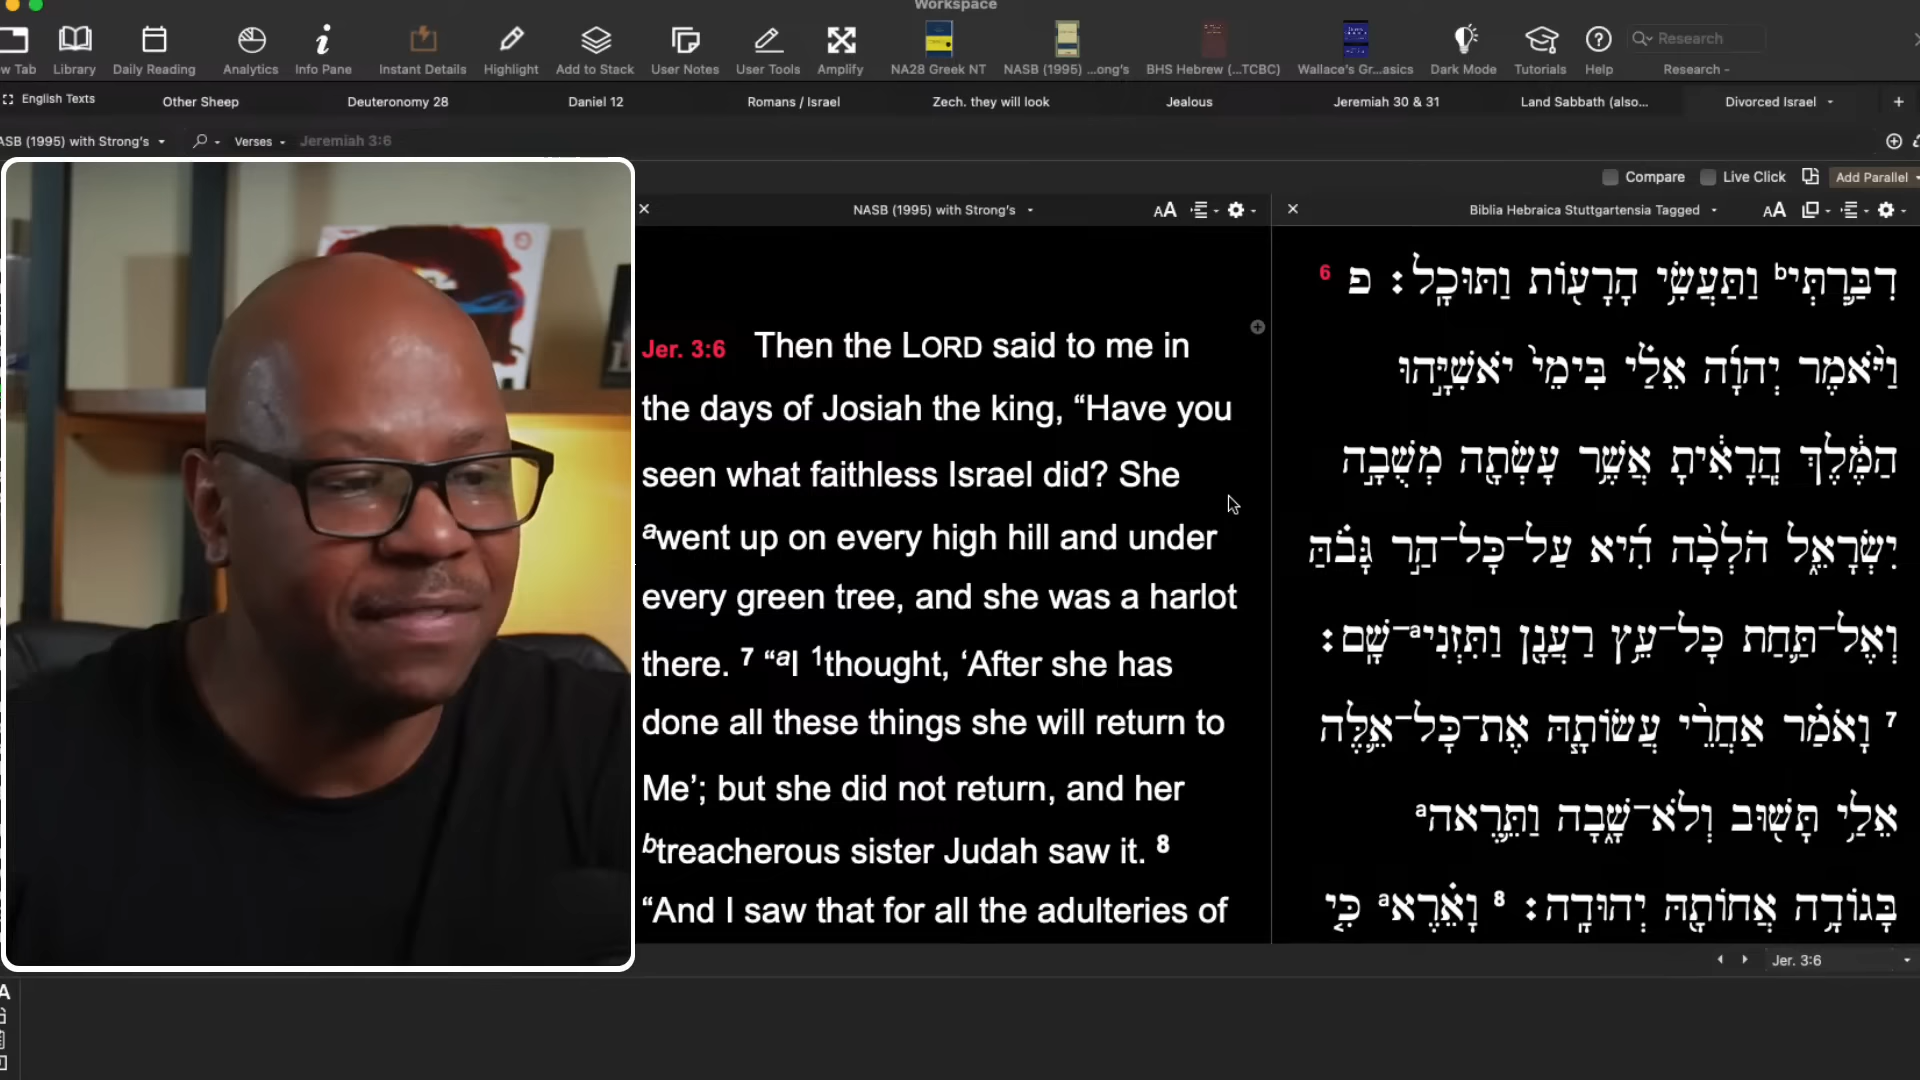 Workspace
w Tab Library Daily Reading Analytics Info Pane Instant Details Highlight Add to Stack User Notes User Tools Amplify NA28 Greek NT NASB (1995) ...ong's BHS Hebrew (...TCBC) Wallace's Gr...asics Dark Mode Tutorials Help Research
Research
English Texts Other Sheep Deuteronomy 28 Daniel 12 Romans / Israel Zech. they will look Jealous Jeremiah 30 & 31 Land Sabbath (also... Divorced Israel
ASB (1995) with Strong's Verses Jeremiah 3:6
Compare Live Click Add Parallel
NASB (1995) with Strong's
Jer. 3:6 Then the LORD said to me in
the days of Josiah the king, “Have you
seen what faithless Israel did? She
ᵃwent up on every high hill and under
every green tree, and she was a harlot
there. 7 “ᵃI ¹thought, ‘After she has
done all these things she will return to
Me’; but she did not return, and her
ᵇtreacherous sister Judah saw it. 8
“And I saw that for all the adulteries of
Biblia Hebraica Stuttgartensia Tagged
דִבַּ֛רְתִּיᵇ וַתַּעֲשִׂ֥י הָרָע֖וֹת וַתּוּכָֽל׃ פ 6
וַיֹּ֨אמֶר יְהוָ֜ה אֵלַ֗י בִּימֵי֙ יֹאשִׁיָּ֣הוּ
הַמֶּ֔לֶךְ הֲֽרָאִ֔יתָ אֲשֶׁ֥ר עָשְׂתָ֖ה מְשֻׁבָ֣ה
יִשְׂרָאֵ֑ל הֹלְכָ֨ה הִ֜יא עַל־כָּל־הַ֣ר גָּבֹ֗הַּ
וְאֶל־תַּ֛חַת כָּל־עֵ֥ץ רַעֲנָ֖ן וַתִּזְנִיᵃ־שָֽׁם׃
7 וָאֹמַ֗ר אַחֲרֵ֨י עֲשׂוֹתָ֧הּ אֶת־כָּל־אֵ֛לֶּה
אֵלַ֥י תָּשׁ֖וּב וְלֹא־שָׁ֑בָה וַתֵּ֛רֶאהᵃ
בָּגוֹדָ֥ה אֲחוֹתָ֖הּ יְהוּדָֽה׃ 8 וָאֵ֗רֶאᵃ כִּ֤י
Jer. 3:6